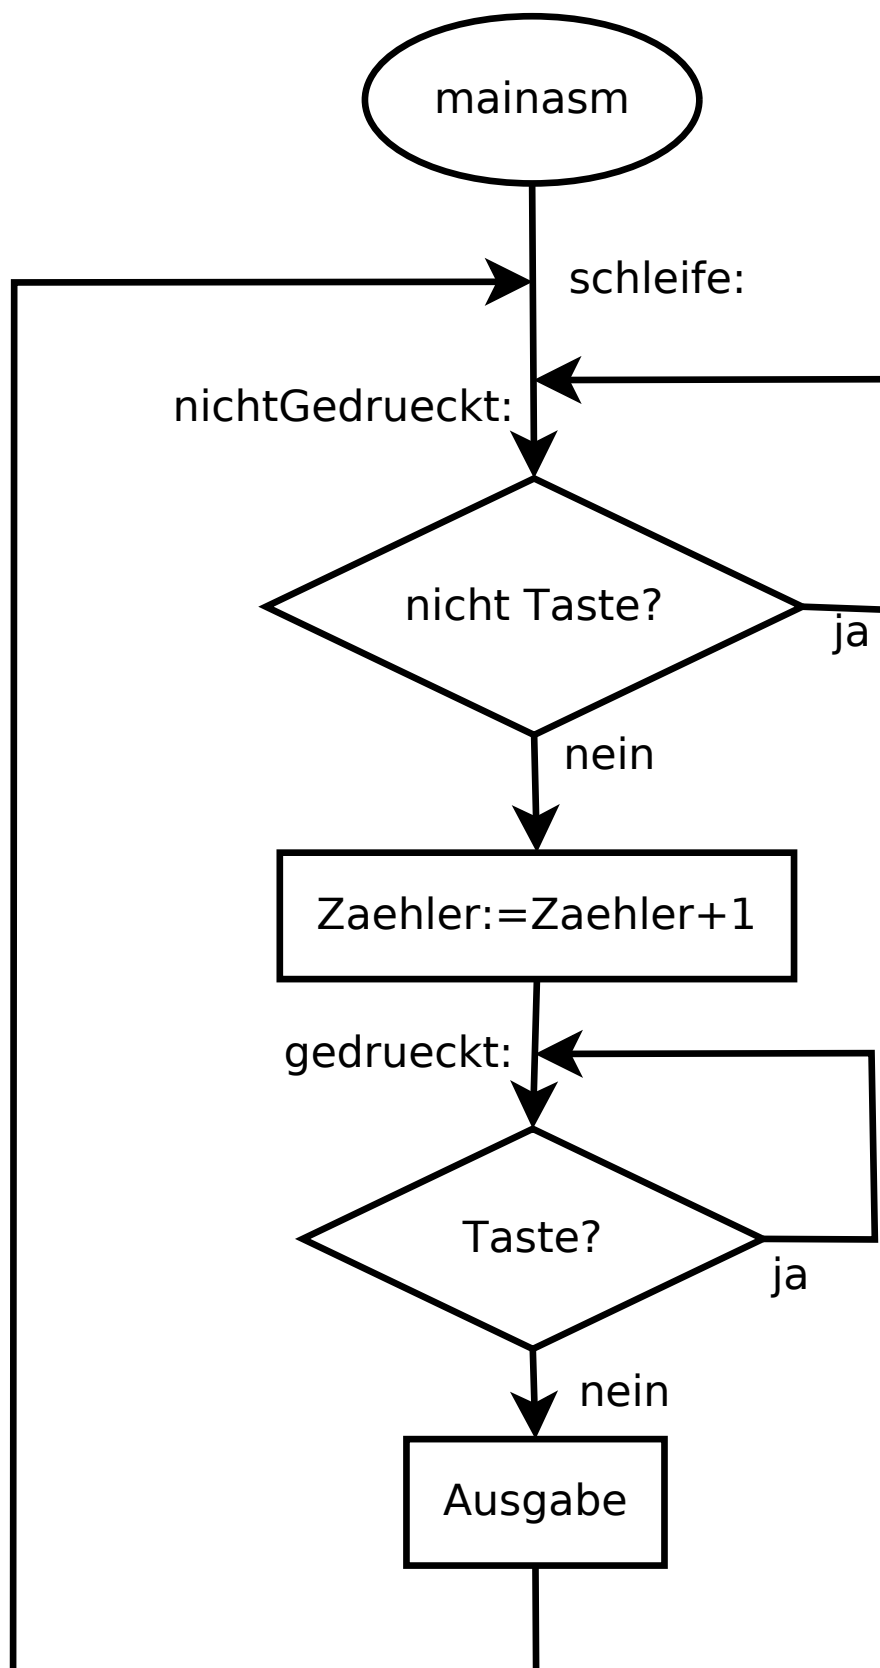 mainasm
schleife:
nichtGedrueckt:
nicht Taste?
ja
nein
Zaehler:=Zaehler+1
gedrueckt:
Taste?
ja
nein
Ausgabe